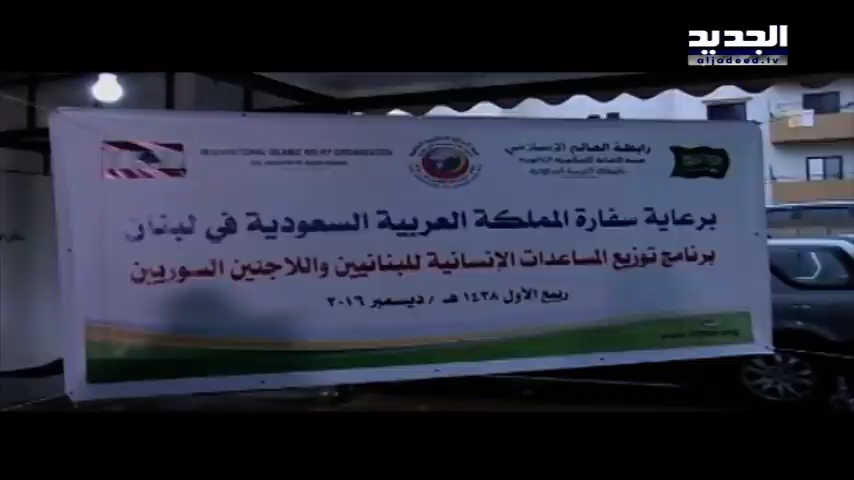 الجديد
aljadeed.tv
رابطة العالم الإسلامي
INTERNATIONAL ISLAMIC RELIEF ORGANIZATION
برعاية سفارة المملكة العربية السعودية في لبنان
برنامج توزيع المساعدات الإنسانية للبنانيين واللاجئين السوريين
ربيع الأول ١٤٣٨ هـ / ديسمبر ٢٠١٦